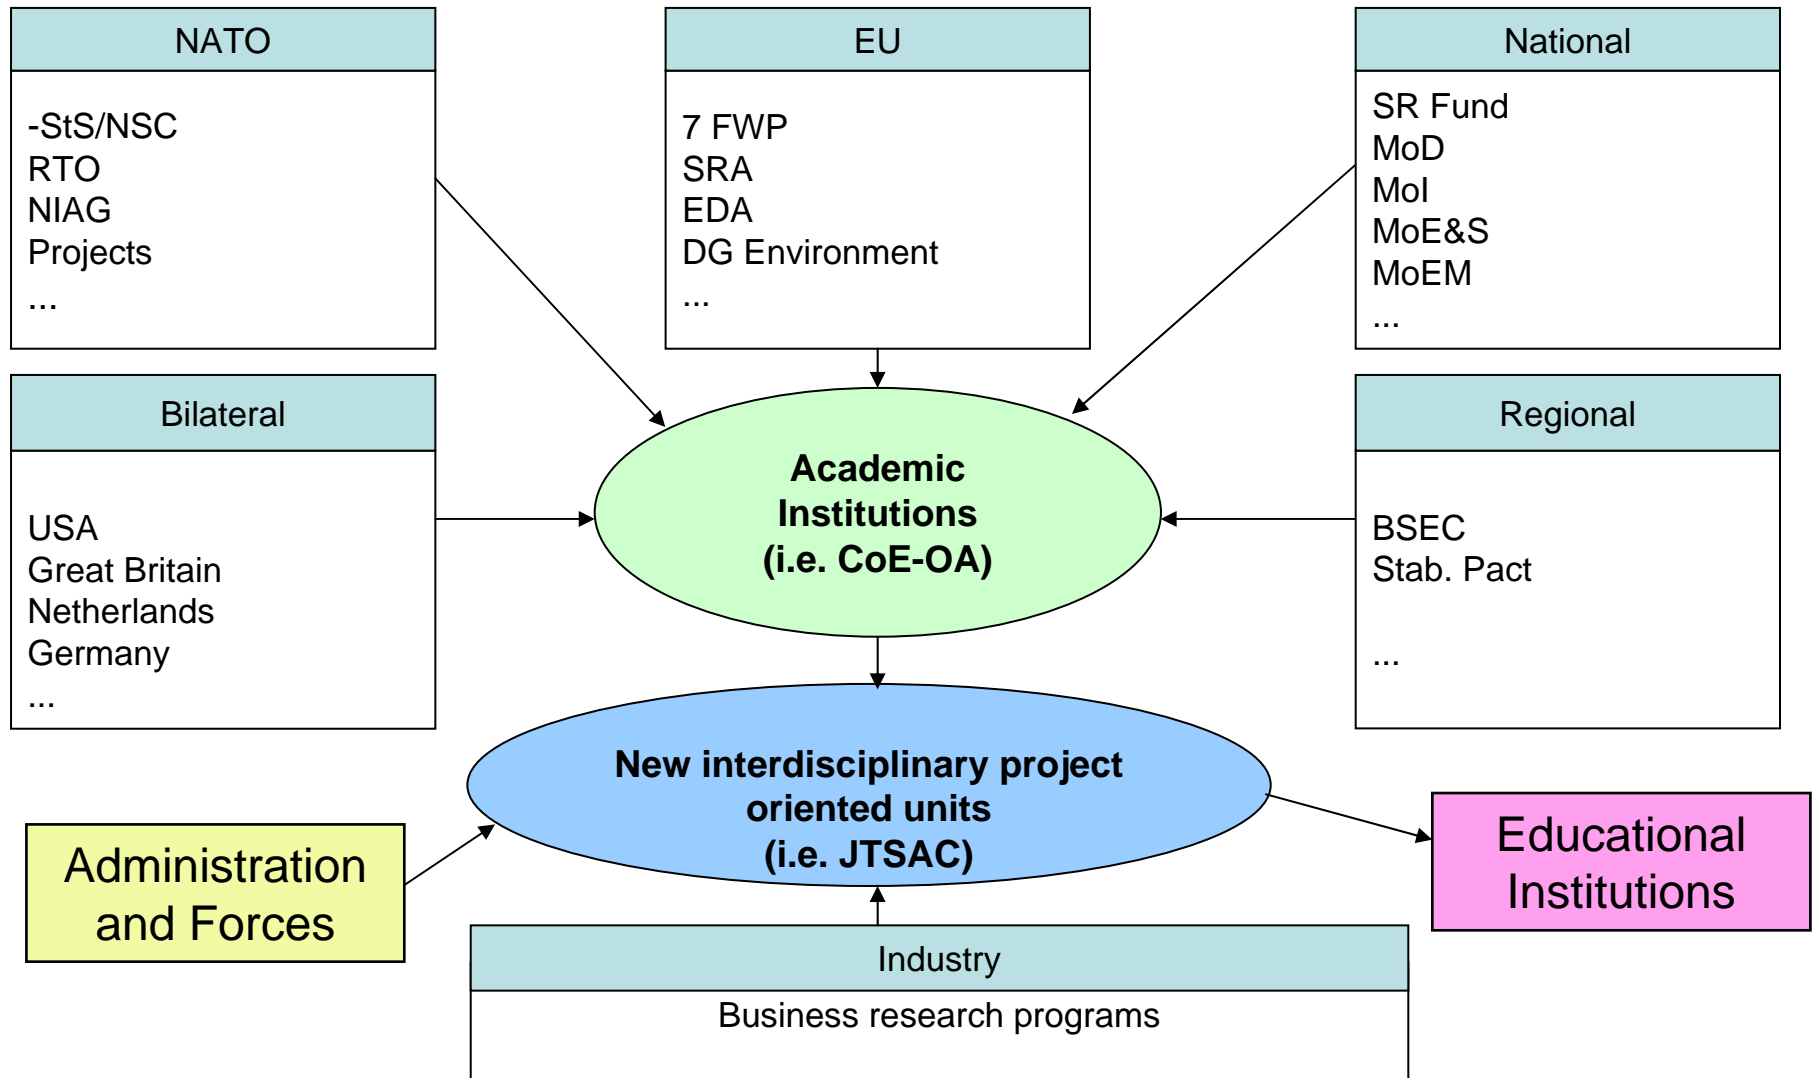 NATO
-StS/NSC
RTO
NIAG
Projects
...
EU
7 FWP
SRA
EDA
DG Environment
...
National
SR Fund
MoD
MoI
MoE&S
MoEM
...
Bilateral
USA
Great Britain
Netherlands
Germany
...
Academic
Institutions
(i.e. CoE-OA)
Regional
BSEC
Stab. Pact
...
New interdisciplinary project
oriented units
(i.e. JTSAC)
Administration
and Forces
Educational
Institutions
Industry
Business research programs